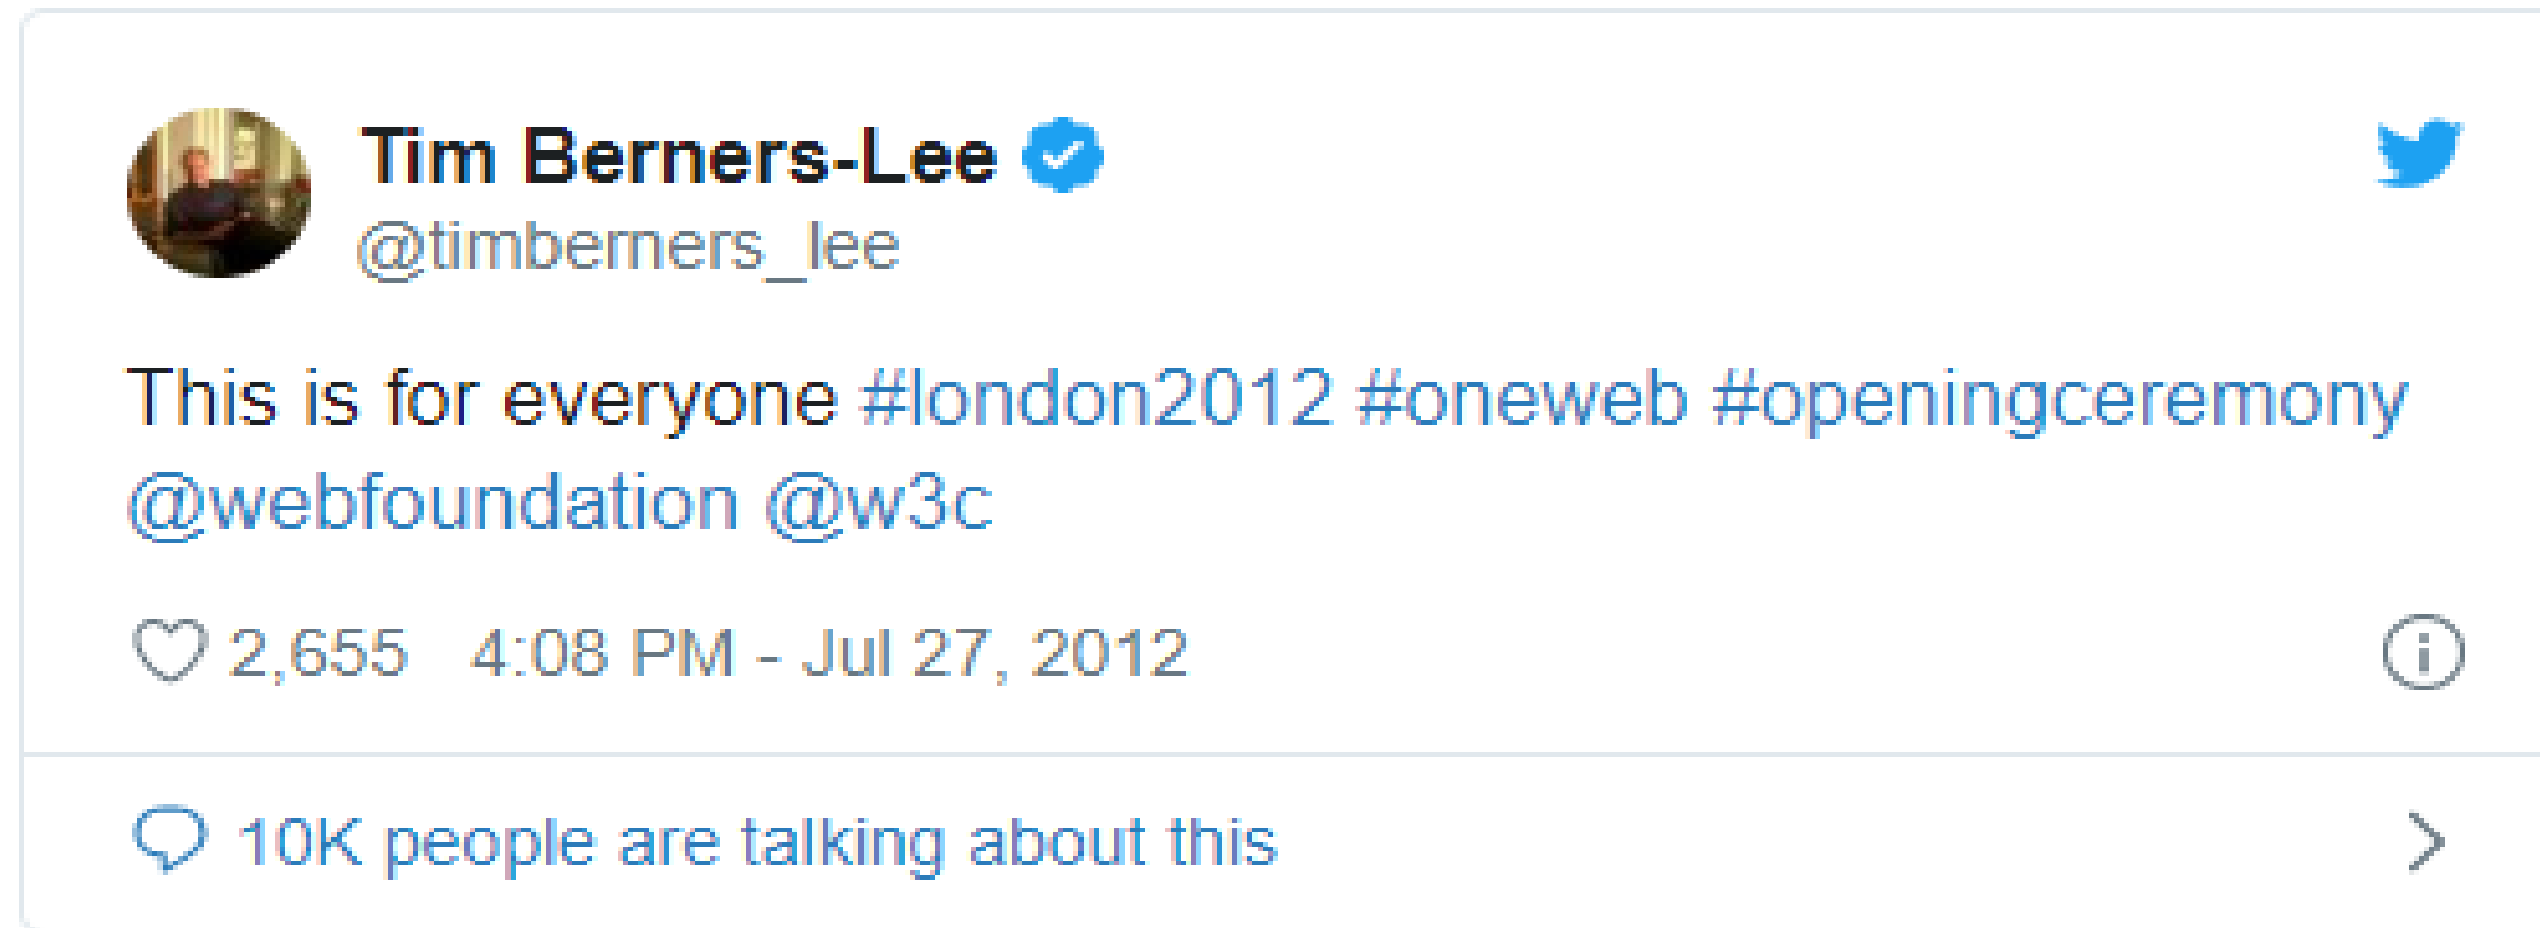 Tim Berners-Lee
@timberners_lee
This is for everyone #london2012 #oneweb #openingceremony
@webfoundation @w3c
2,655 4:08 PM - Jul 27, 2012
10K people are talking about this